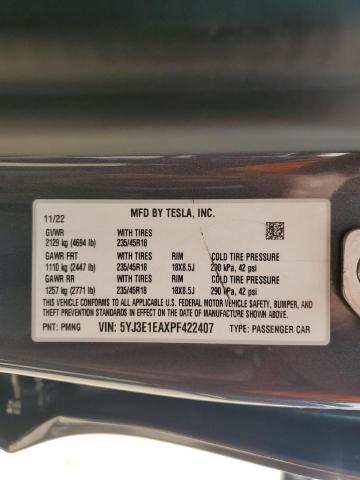 MFD BY TESLA, INC.
11/22
GVWR WITH TIRES
2129 kg (4694 lb) 235/45R18
GAWR FRT WITH TIRES RIM COLD TIRE PRESSURE
1110 kg (2447 lb) 235/45R18 18X8.5J 290 kPa, 42 psi
GAWR RR WITH TIRES RIM COLD TIRE PRESSURE
1257 kg (2771 lb) 235/45R18 18X8.5J 290 kPa, 42 psi
THIS VEHICLE CONFORMS TO ALL APPLICABLE U.S. FEDERAL MOTOR VEHICLE SAFETY, BUMPER, AND
THEFT PREVENTION STANDARDS IN EFFECT ON THE DATE OF MANUFACTURE SHOWN ABOVE.
PNT: PMNG VIN: 5YJ3E1EAXPF422407 TYPE: PASSENGER CAR